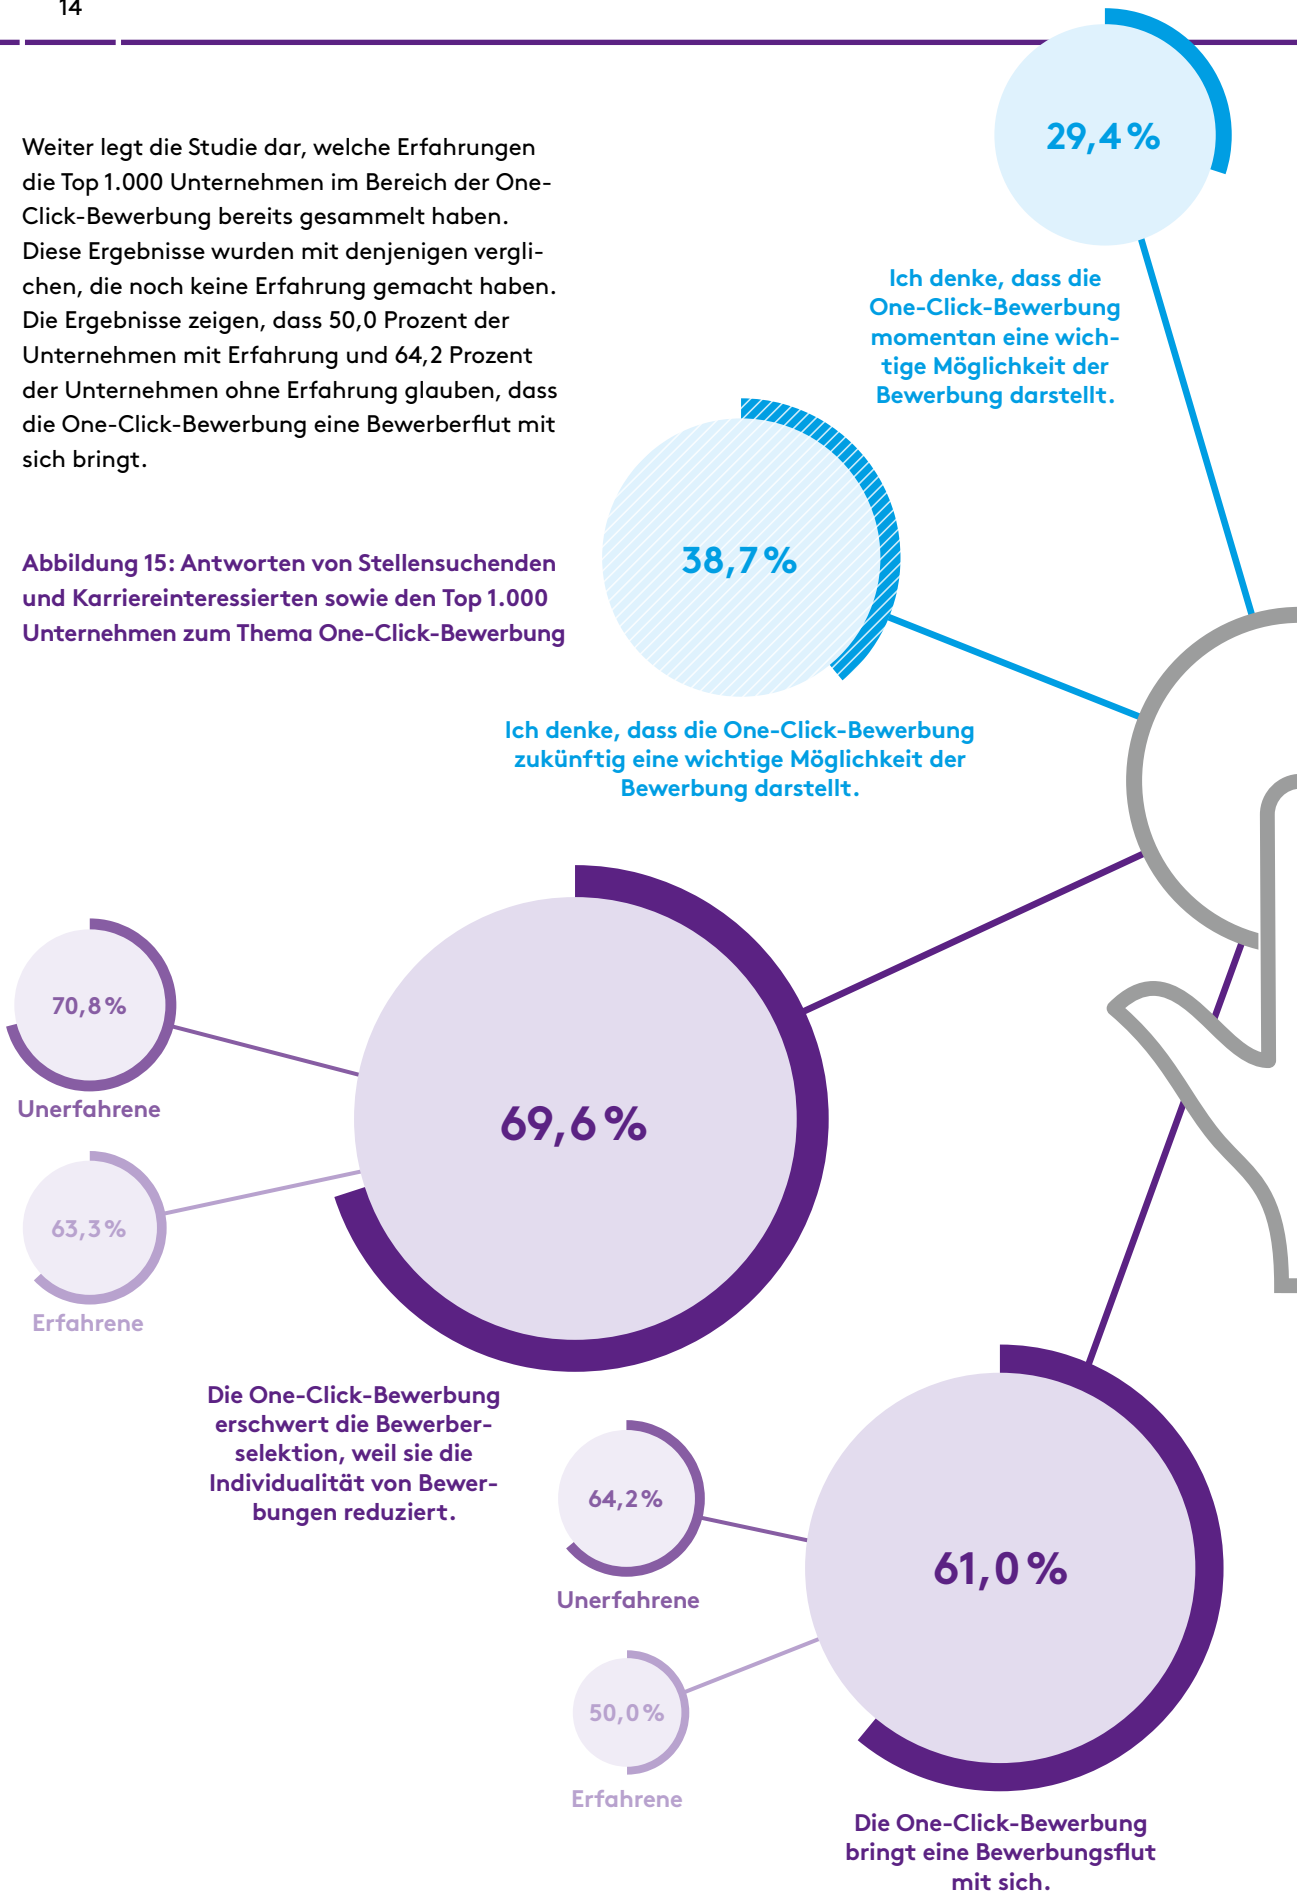 14
Weiter legt die Studie dar, welche Erfahrungen
die Top 1.000 Unternehmen im Bereich der One-
Click-Bewerbung bereits gesammelt haben.
Diese Ergebnisse wurden mit denjenigen vergli-
chen, die noch keine Erfahrung gemacht haben.
Die Ergebnisse zeigen, dass 50,0 Prozent der
Unternehmen mit Erfahrung und 64,2 Prozent
der Unternehmen ohne Erfahrung glauben, dass
die One-Click-Bewerbung eine Bewerberflut mit
sich bringt.
Abbildung 15: Antworten von Stellensuchenden
und Karriereinteressierten sowie den Top 1.000
Unternehmen zum Thema One-Click-Bewerbung
29,4 %
Ich denke, dass die
One-Click-Bewerbung
momentan eine wich-
tige Möglichkeit der
Bewerbung darstellt.
38,7 %
Ich denke, dass die One-Click-Bewerbung
zukünftig eine wichtige Möglichkeit der
Bewerbung darstellt.
70,8 %
Unerfahrene
63,3 %
Erfahrene
69,6 %
Die One-Click-Bewerbung
erschwert die Bewerber-
selektion, weil sie die
Individualität von Bewer-
bungen reduziert.
64,2 %
Unerfahrene
50,0 %
Erfahrene
61,0 %
Die One-Click-Bewerbung
bringt eine Bewerbungsflut
mit sich.